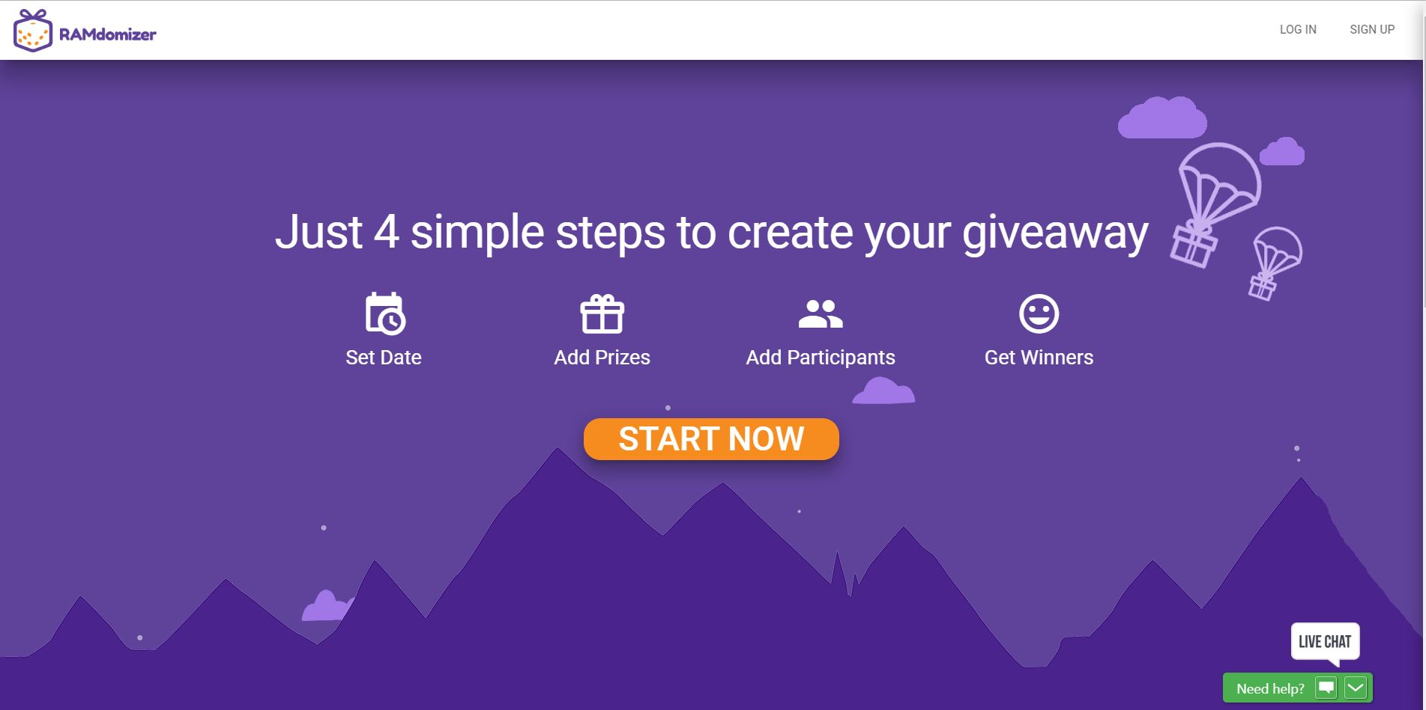 RAMdomizer
LOG IN
SIGN UP
Just 4 simple steps to create your giveaway
Set Date
Add Prizes
Add Participants
Get Winners
START NOW
LIVE CHAT
Need help?